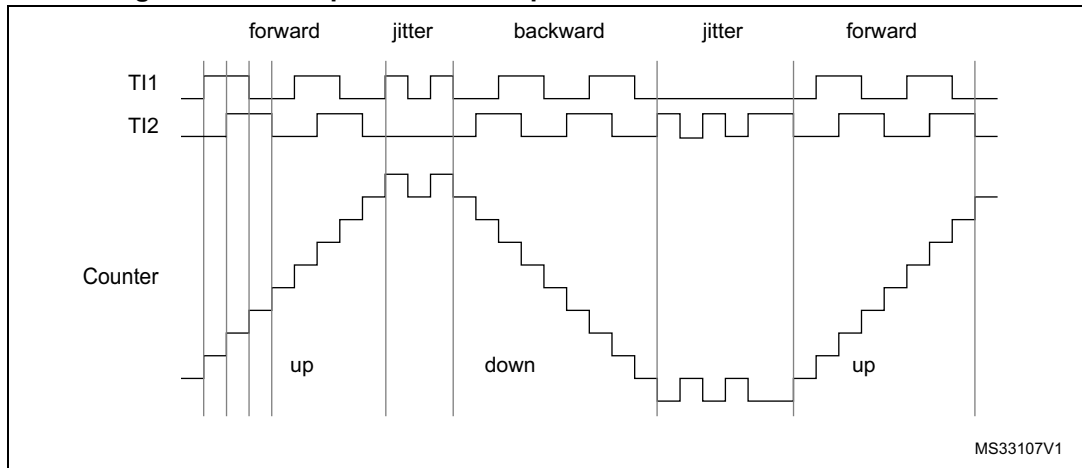 forward jitter backward jitter forward
TI1
TI2
Counter
up down up
MS33107V1